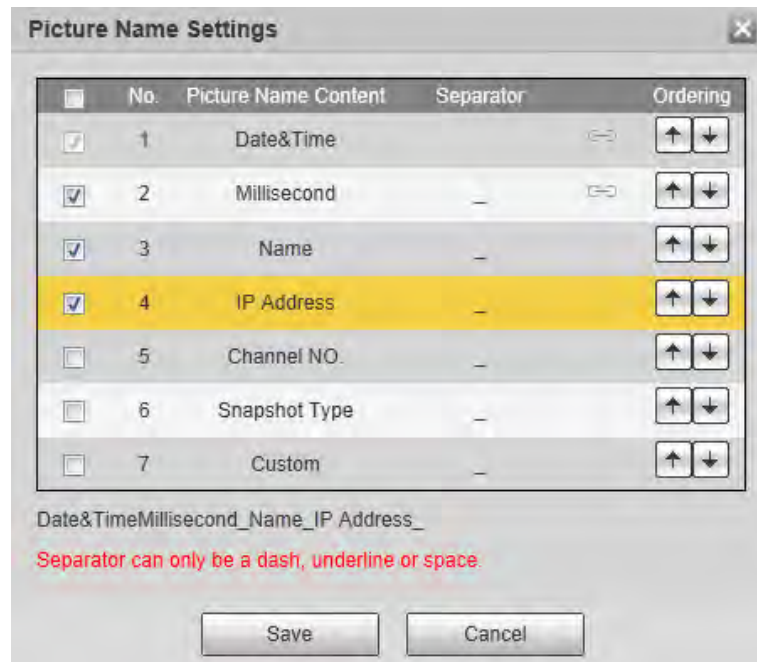 Picture Name Settings
No. Picture Name Content Separator Ordering
1 Date&Time
2 Millisecond _
3 Name _
4 IP Address _
5 Channel NO. _
6 Snapshot Type _
7 Custom _
Date&TimeMillisecond_Name_IP Address_
Separator can only be a dash, underline or space.
Save Cancel